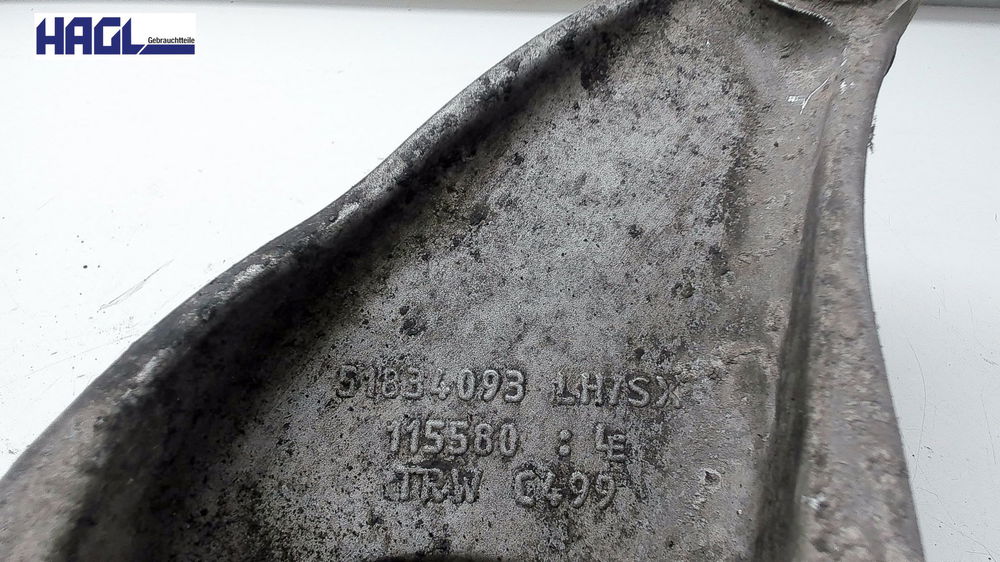 HAGL
Gebrauchtteile
51834093 LH/SX
115580 : LE
TRW C499